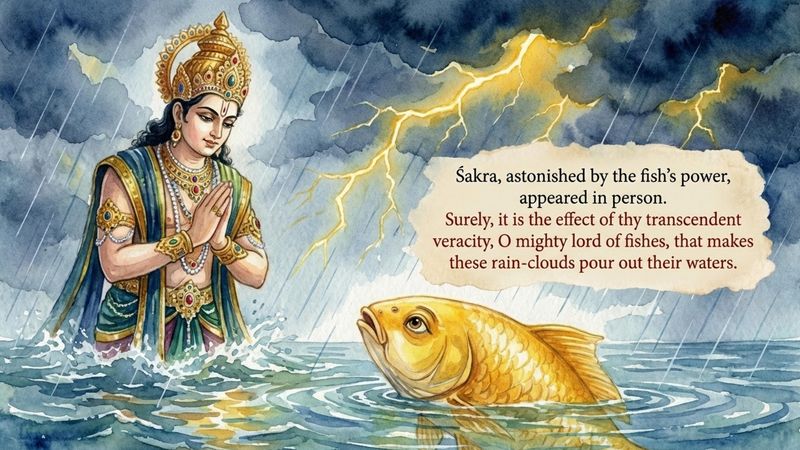 Śakra, astonished by the fish's power,
appeared in person.
Surely, it is the effect of thy transcendent
veracity, O mighty lord of fishes, that makes
these rain-clouds pour out their waters.